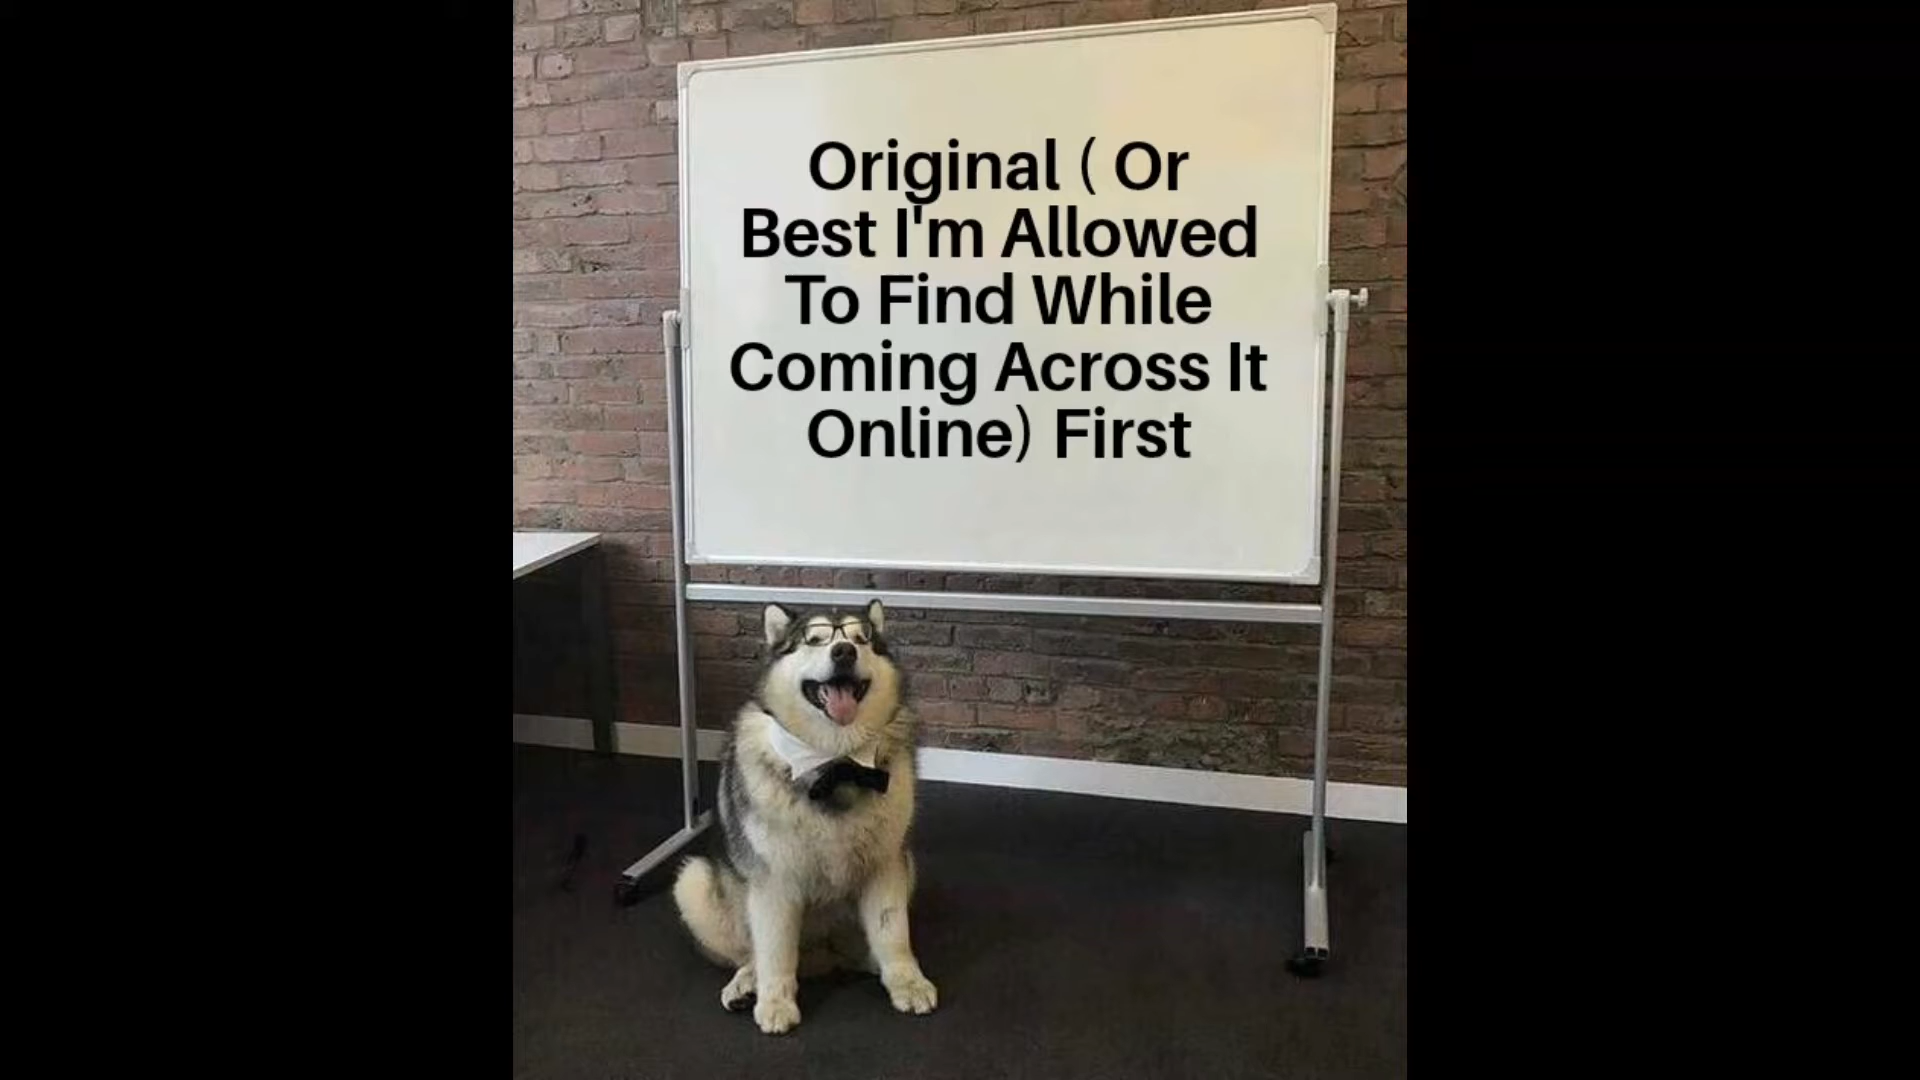 Original ( Or
Best I'm Allowed
To Find While
Coming Across It
Online) First